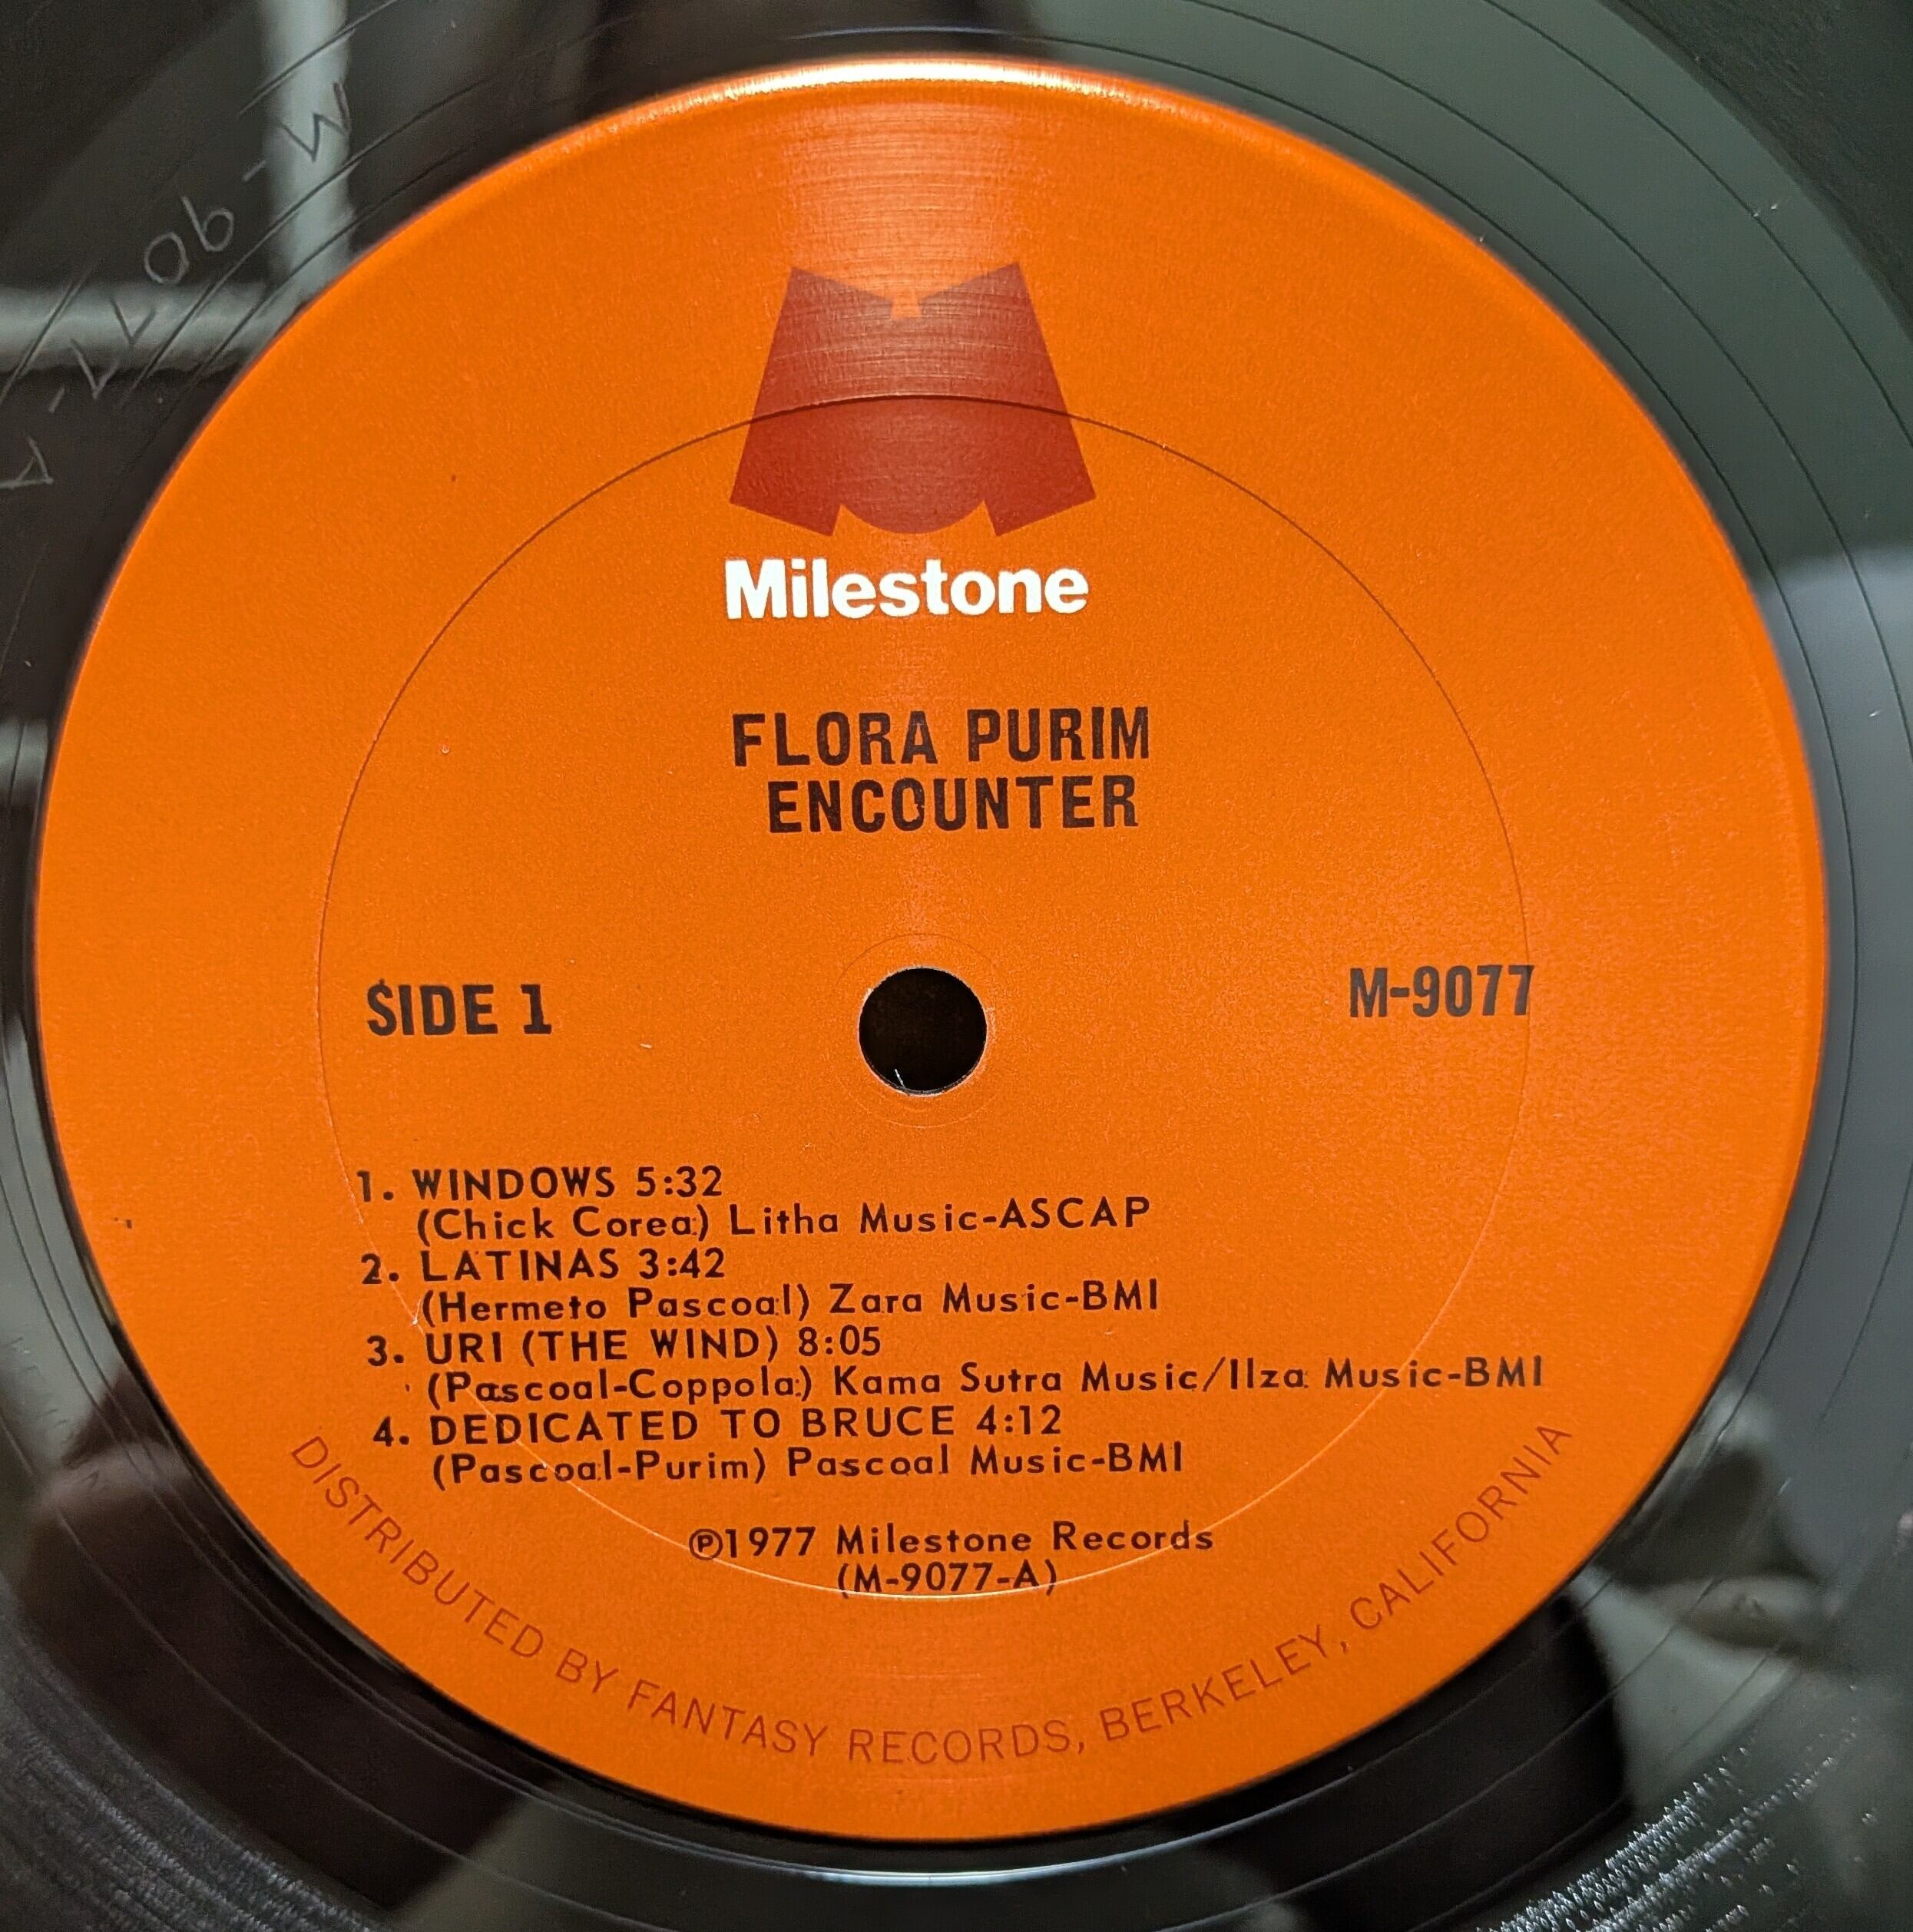 Milestone
FLORA PURIM
ENCOUNTER
SIDE 1
M-9077
1. WINDOWS 5:32
(Chick Corea) Litha Music-ASCAP
2. LATINAS 3:42
(Hermeto Pascoal) Zara Music-BMI
3. URI (THE WIND) 8:05
(Pascoal-Coppola) Kama Sutra Music/Ilza Music-BMI
4. DEDICATED TO BRUCE 4:12
(Pascoal-Purim) Pascoal Music-BMI
℗1977 Milestone Records
(M-9077-A)
DISTRIBUTED BY FANTASY RECORDS, BERKELEY, CALIFORNIA